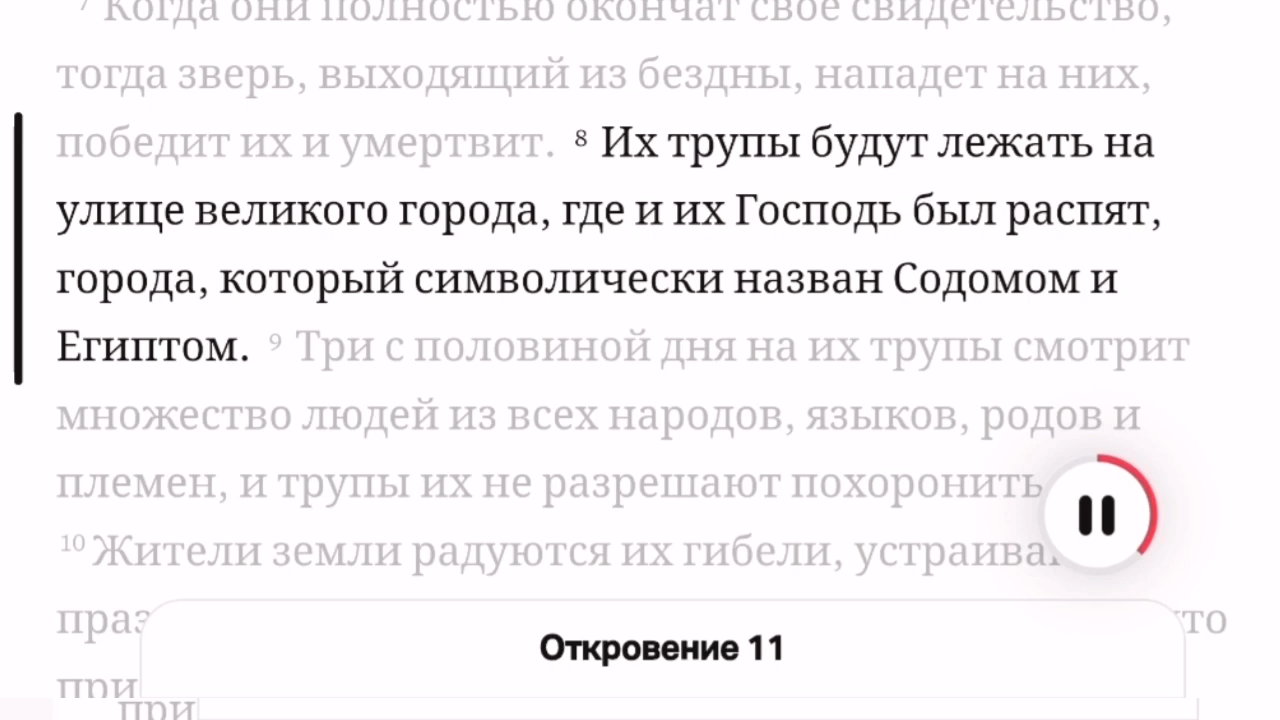 7 Когда они полностью окончат свое свидетельство,
тогда зверь, выходящий из бездны, нападет на них,
победит их и умертвит. 8 Их трупы будут лежать на
улице великого города, где и их Господь был распят,
города, который символически назван Содомом и
Египтом. 9 Три с половиной дня на их трупы смотрит
множество людей из всех народов, языков, родов и
племен, и трупы их не разрешают похоронить
10 Жители земли радуются их гибели,
Откровение 11